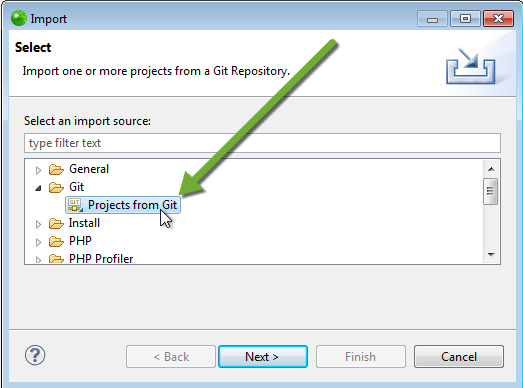 Import
Select
Import one or more projects from a Git Repository.
Select an import source:
type filter text
General
Git
GIT
Projects from Git
Install
PHP
PHP Profiler
?
< Back
Next >
Finish
Cancel